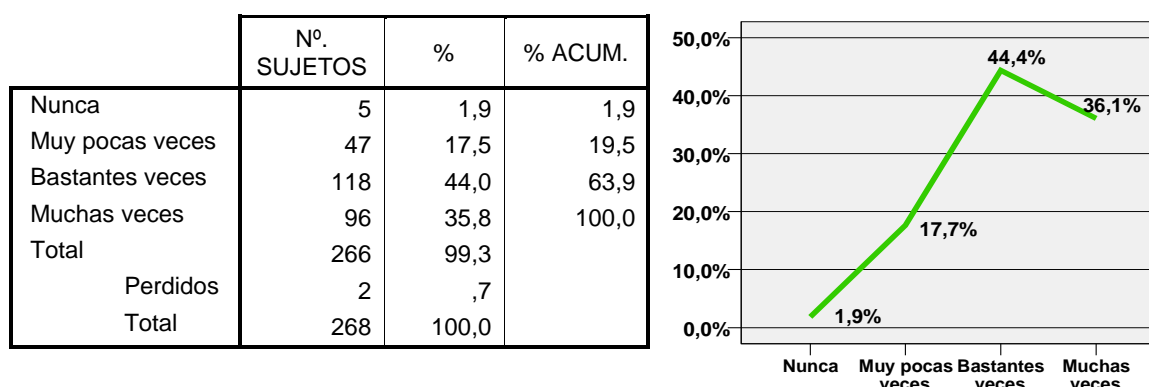 Nº.
SUJETOS % % ACUM.
Nunca 5 1,9 1,9
Muy pocas veces 47 17,5 19,5
Bastantes veces 118 44,0 63,9
Muchas veces 96 35,8 100,0
Total 266 99,3
Perdidos 2 ,7
Total 268 100,0
50,0%
40,0%
30,0%
20,0%
10,0%
0,0%
44,4%
36,1%
17,7%
1,9%
Nunca Muy pocas Bastantes Muchas
veces veces veces